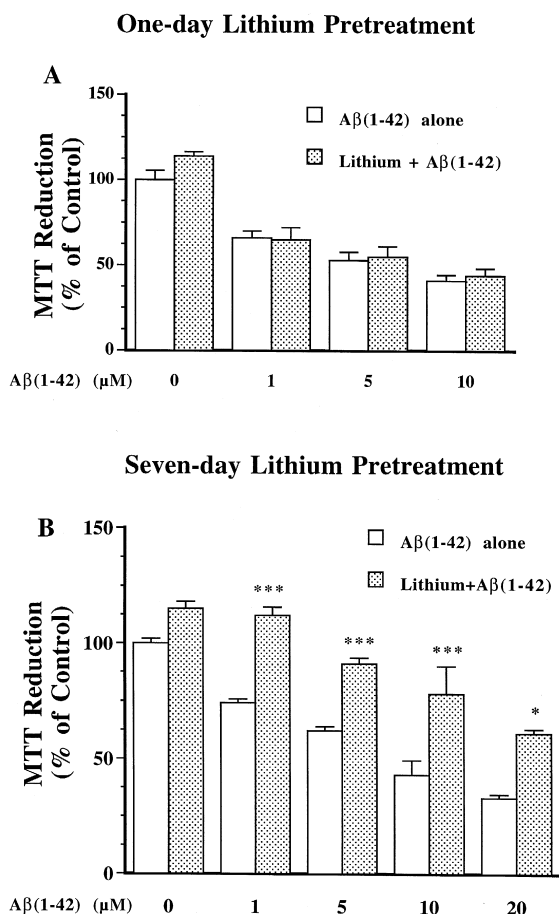 One-day Lithium Pretreatment
A
150
100
50
0
MTT Reduction
(% of Control)
Aβ(1-42) alone
Lithium + Aβ(1-42)
Aβ(1-42) (μM) 0 1 5 10
Seven-day Lithium Pretreatment
B
150
100
50
0
MTT Reduction
(% of Control)
Aβ(1-42) alone
Lithium+Aβ(1-42)
***
***
***
*
Aβ(1-42) (μM) 0 1 5 10 20